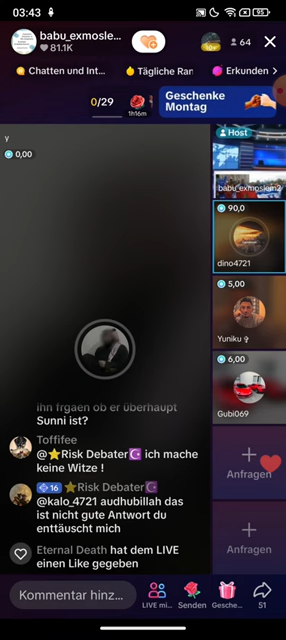 03:43
95
babu_exmosle...
81.1K
64
Chatten und Int...
Tägliche Ran
Erkunden
0/29
1h16m
Geschenke
Montag
y
0,00
Host
babu_exmoslem2
90,0
dino4721
5,00
Yuniku
6,00
Gubi069
Anfragen
Anfragen
ihn frgaen ob er überhaupt
Sunni ist?
Toffifee
@⭐Risk Debater☪️ ich mache
keine Witze !
16 ⭐Risk Debater☪️
@kalo_4721 audhubillah das
ist nicht gute Antwort du
enttäuscht mich
Eternal Death hat dem LIVE
einen Like gegeben
Kommentar hinz...
LIVE mi...
Senden
Gesche...
51